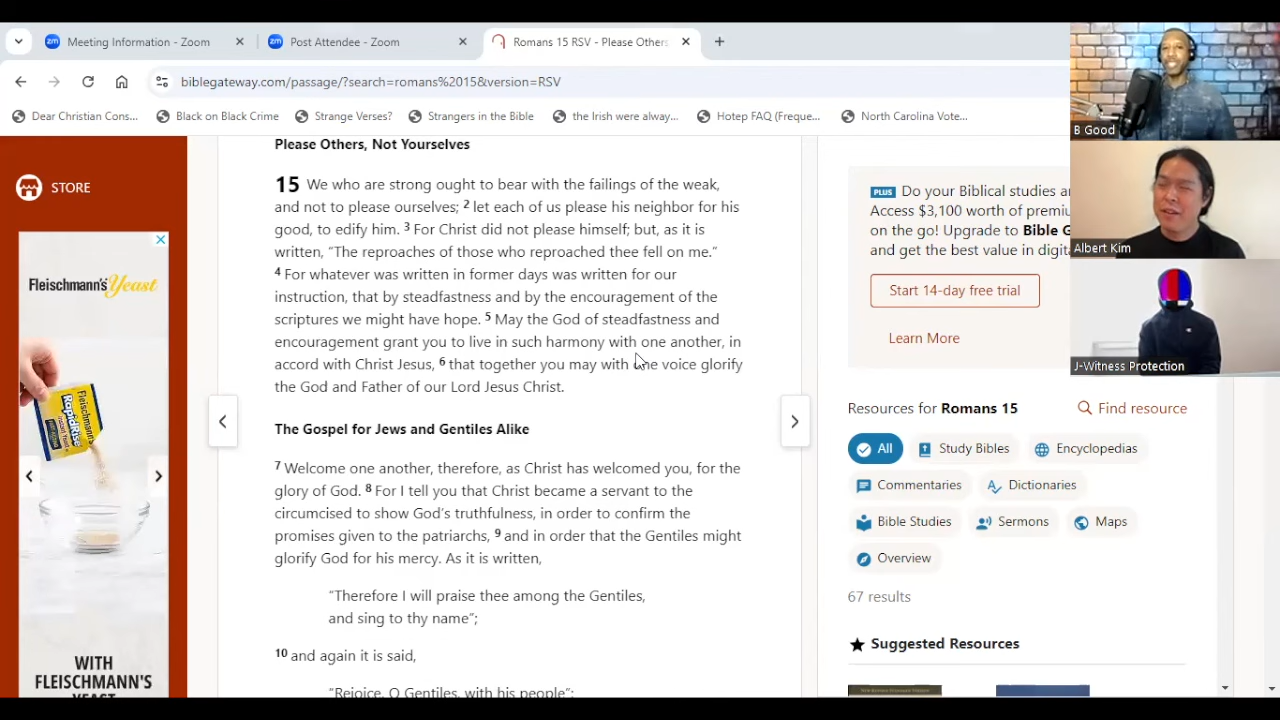 Meeting Information - Zoom
Post Attendee - Zoom
Romans 15 RSV - Please Others
biblegateway.com/passage/?search=romans%2015&version=RSV
Dear Christian Cons...
Black on Black Crime
Strange Verses?
Strangers in the Bible
the Irish were alway...
Hotep FAQ (Freque...
North Carolina Vote...
STORE
Fleischmann's Yeast
Fleischmann's
RapidRise
WITH
FLEISCHMANN'S
YEAST
Please Others, Not Yourselves
15 We who are strong ought to bear with the failings of the weak,
and not to please ourselves; 2 let each of us please his neighbor for his
good, to edify him. 3 For Christ did not please himself; but, as it is
written, “The reproaches of those who reproached thee fell on me.”
4 For whatever was written in former days was written for our
instruction, that by steadfastness and by the encouragement of the
scriptures we might have hope. 5 May the God of steadfastness and
encouragement grant you to live in such harmony with one another, in
accord with Christ Jesus, 6 that together you may with one voice glorify
the God and Father of our Lord Jesus Christ.
The Gospel for Jews and Gentiles Alike
7 Welcome one another, therefore, as Christ has welcomed you, for the
glory of God. 8 For I tell you that Christ became a servant to the
circumcised to show God’s truthfulness, in order to confirm the
promises given to the patriarchs, 9 and in order that the Gentiles might
glorify God for his mercy. As it is written,
“Therefore I will praise thee among the Gentiles,
and sing to thy name”;
10 and again it is said,
“Rejoice, O Gentiles, with his people”;
PLUS Do your Biblical studies
Access $3,100 worth of
on the go! Upgrade to Bible
and get the best value in
Start 14-day free trial
Learn More
Resources for Romans 15
Find resource
All
Study Bibles
Encyclopedias
Commentaries
Dictionaries
Bible Studies
Sermons
Maps
Overview
67 results
Suggested Resources
B Good
Albert Kim
J-Witness Protection